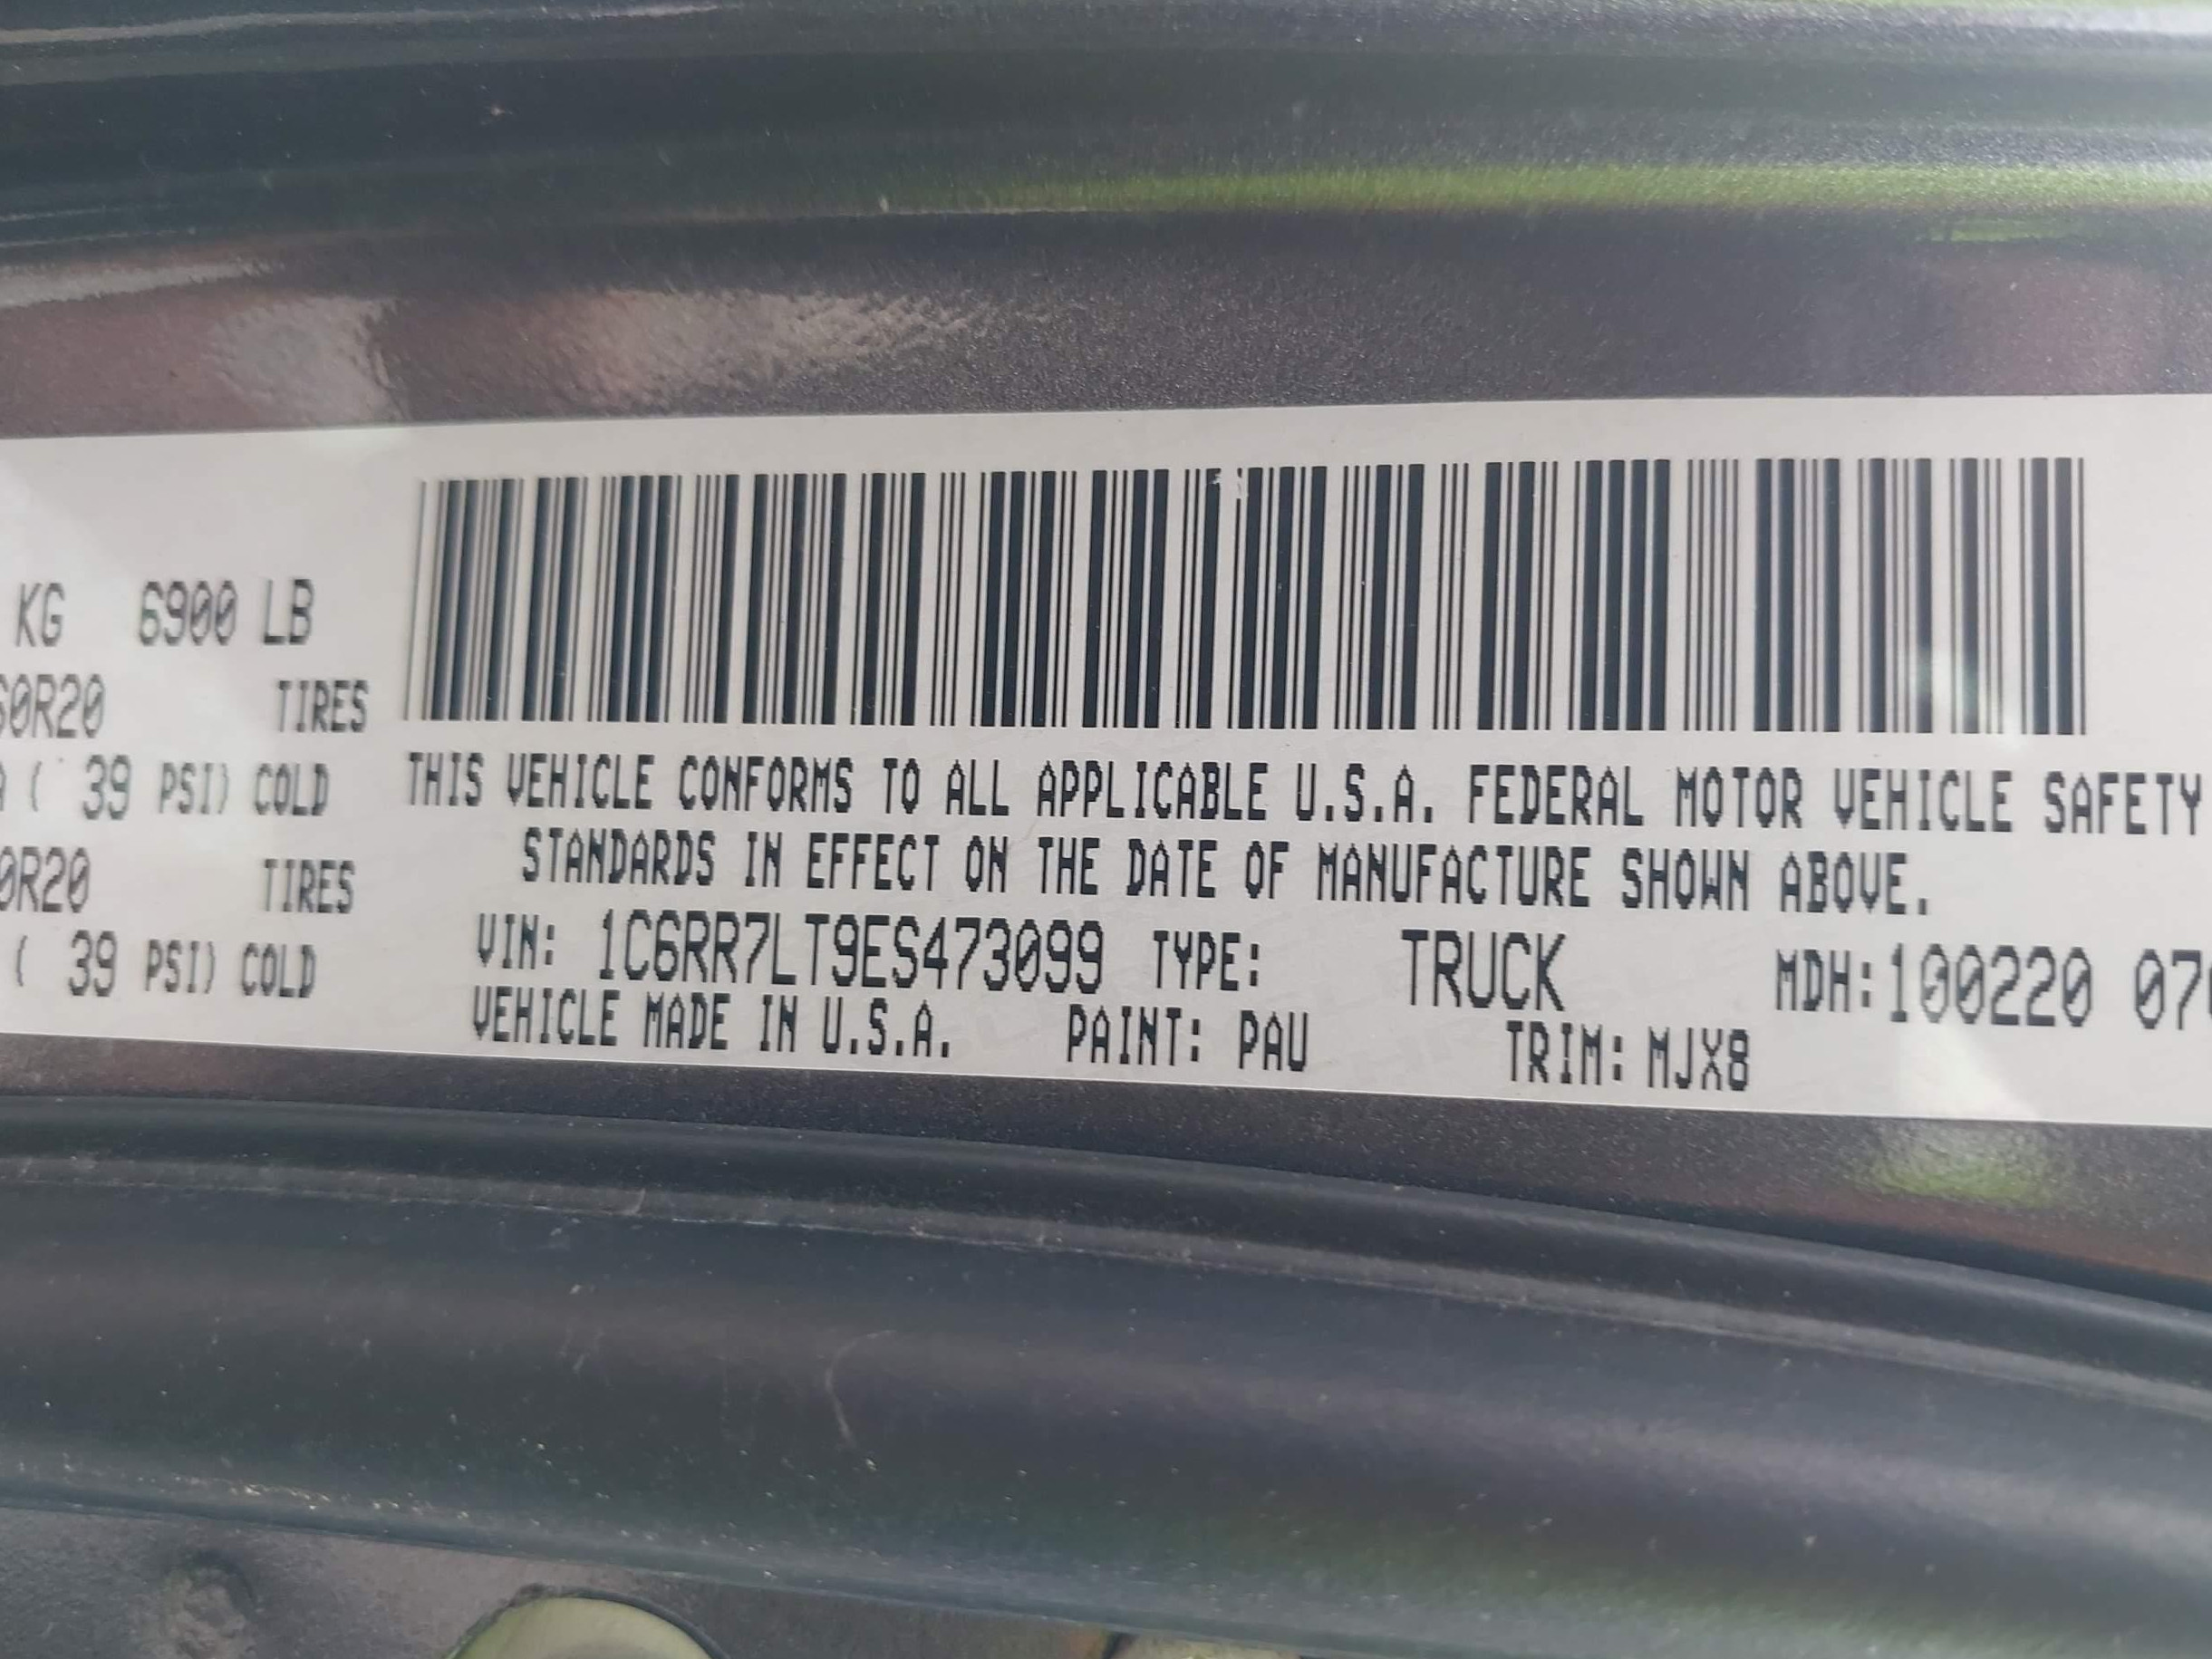 KG 6900 LB
60R20 TIRES
( 39 PSI) COLD
0R20 TIRES
( 39 PSI) COLD
THIS VEHICLE CONFORMS TO ALL APPLICABLE U.S.A. FEDERAL MOTOR VEHICLE SAFETY
STANDARDS IN EFFECT ON THE DATE OF MANUFACTURE SHOWN ABOVE.
VIN: 1C6RR7LT9ES473099 TYPE: TRUCK MDH:100220 070
VEHICLE MADE IN U.S.A. PAINT: PAU TRIM: MJX8